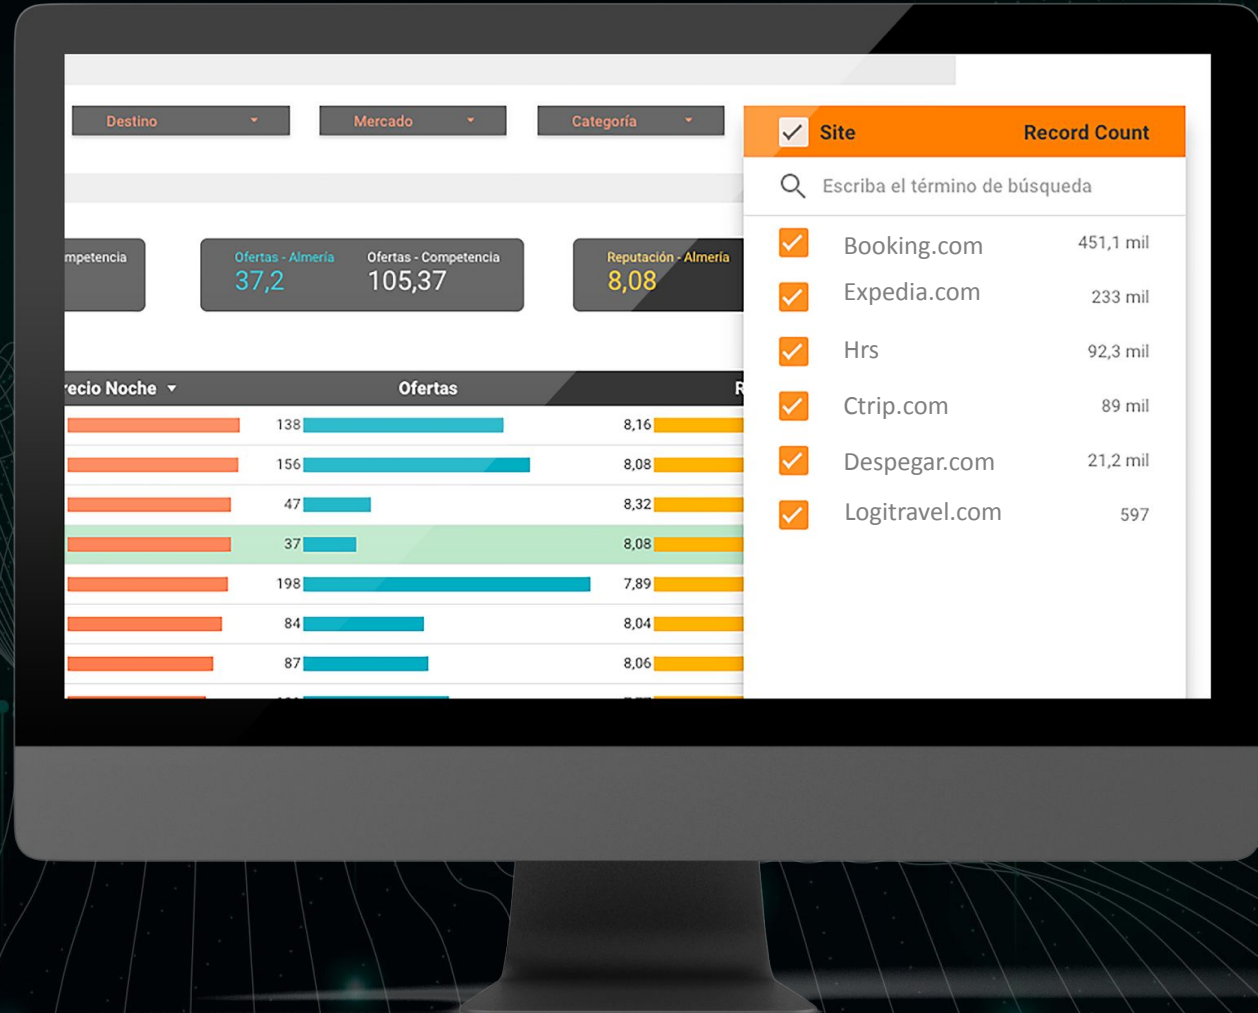 Destino Mercado Categoría
Site Record Count
Escriba el término de búsqueda
Ofertas - Almería Ofertas - Competencia Reputación - Almería
37,2 105,37 8,08
Booking.com 451,1 mil
Expedia.com 233 mil
Hrs 92,3 mil
Ctrip.com 89 mil
Despegar.com 21,2 mil
Logitravel.com 597
Noche Ofertas
138 8,16
156 8,08
47 8,32
37 8,08
198 7,89
84 8,04
87 8,06